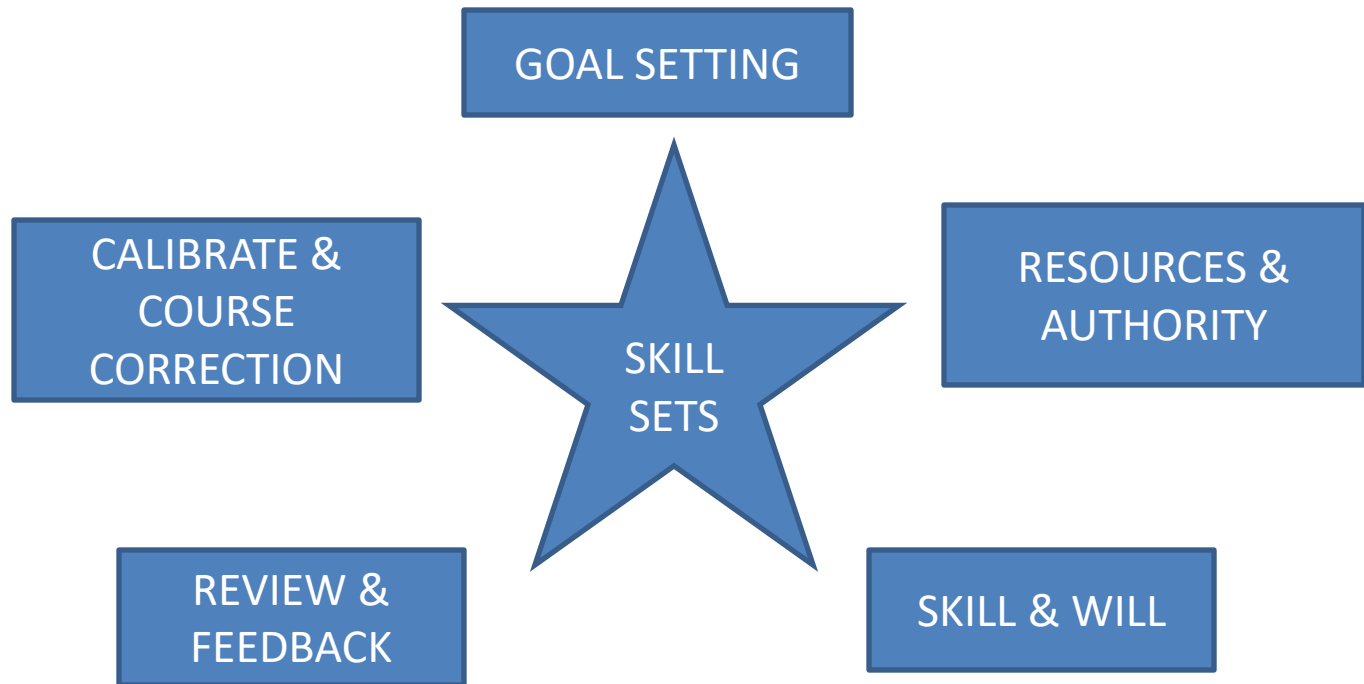 GOAL SETTING
CALIBRATE &
COURSE
CORRECTION
RESOURCES &
AUTHORITY
SKILL
SETS
REVIEW &
FEEDBACK
SKILL & WILL